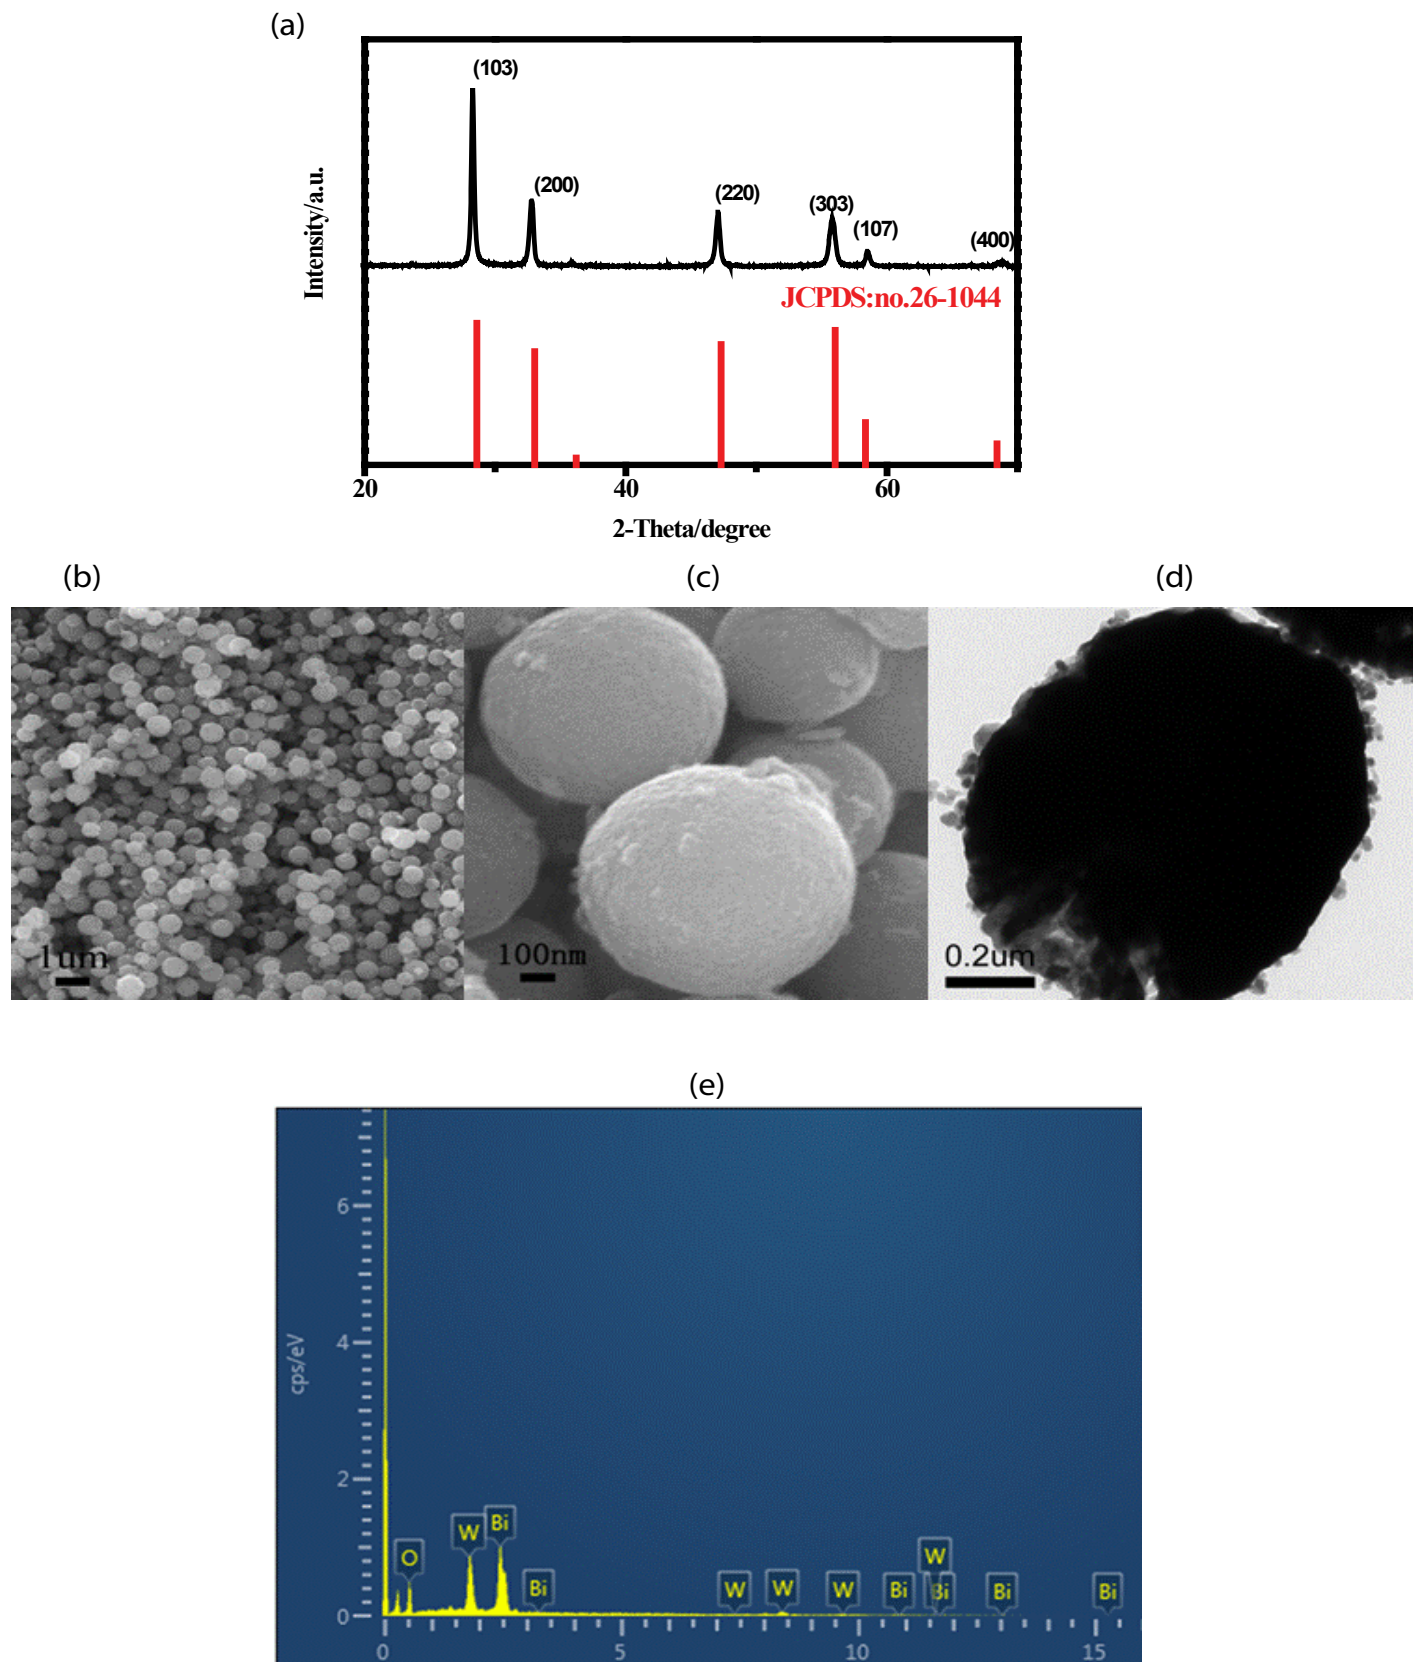 (a)
(103)
(200)
(220)
(303)
(107)
(400)
Intensity/a.u.
JCPDS:no.26-1044
20
40
60
2-Theta/degree
(b)
(c)
(d)
1um
100nm
0.2um
(e)
6
4
cps/eV
2
0
O
W
Bi
Bi
W
W
W
Bi
W
Bi
Bi
Bi
0
5
10
15